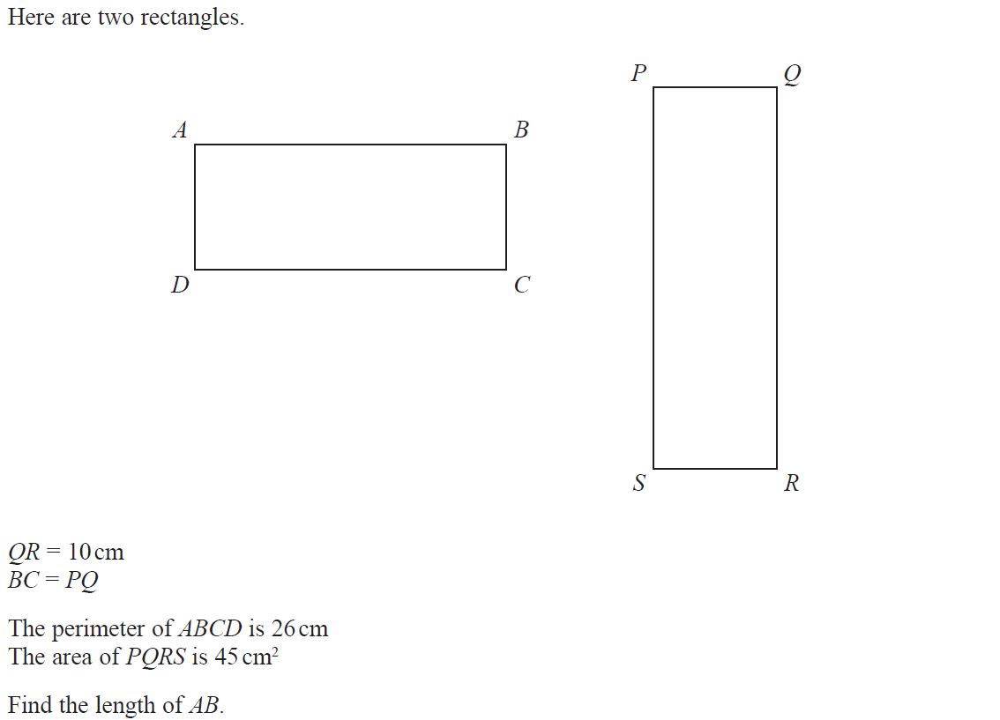 Here are two rectangles.
P
Q
A
B
D
C
S
R
QR = 10 cm
BC = PQ
The perimeter of ABCD is 26 cm
The area of PQRS is 45 cm²
Find the length of AB.